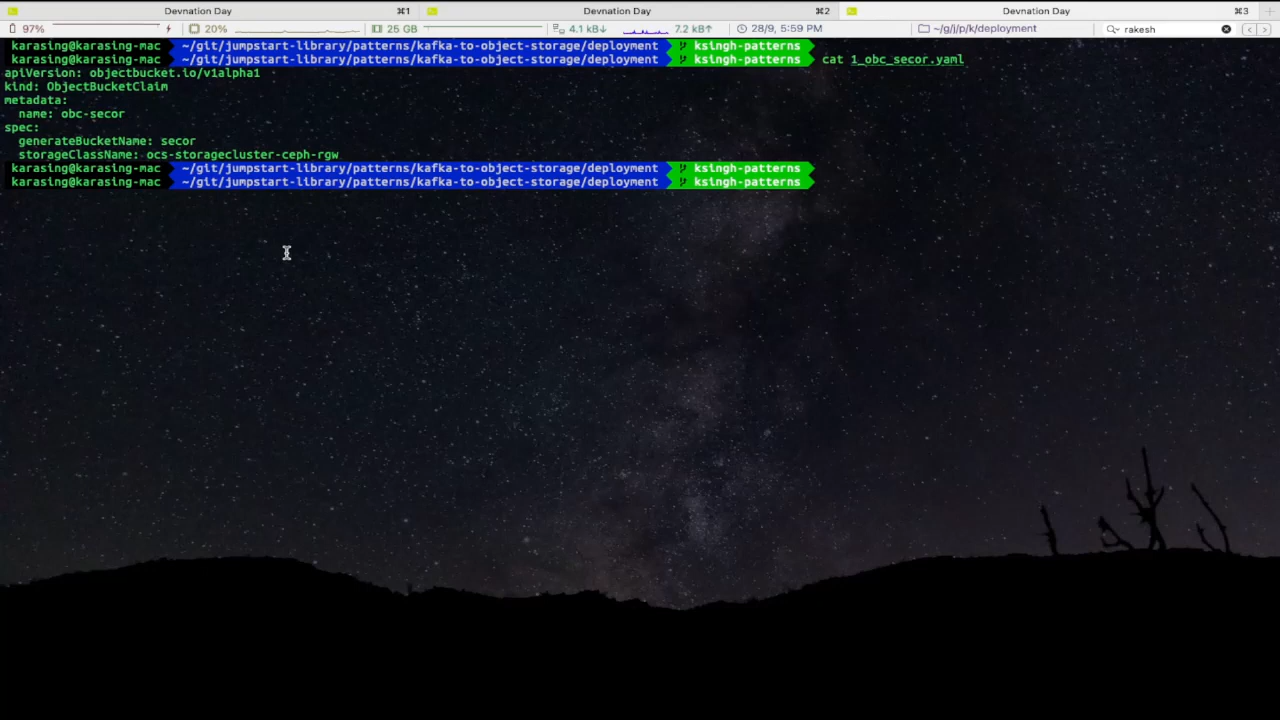 Devnation Day ⌘1 Devnation Day ⌘2 Devnation Day ⌘3
97% 20% 25 GB 4.1 kB↓ 7.2 kB↑ 28/9, 5:59 PM ~/g/j/p/k/deployment rakesh
karasing@karasing-mac ~/git/jumpstart-library/patterns/kafka-to-object-storage/deployment ksingh-patterns
karasing@karasing-mac ~/git/jumpstart-library/patterns/kafka-to-object-storage/deployment ksingh-patterns cat 1_obc_secor.yaml
apiVersion: objectbucket.io/v1alpha1
kind: ObjectBucketClaim
metadata:
  name: obc-secor
spec:
  generateBucketName: secor
  storageClassName: ocs-storagecluster-ceph-rgw
karasing@karasing-mac ~/git/jumpstart-library/patterns/kafka-to-object-storage/deployment ksingh-patterns
karasing@karasing-mac ~/git/jumpstart-library/patterns/kafka-to-object-storage/deployment ksingh-patterns